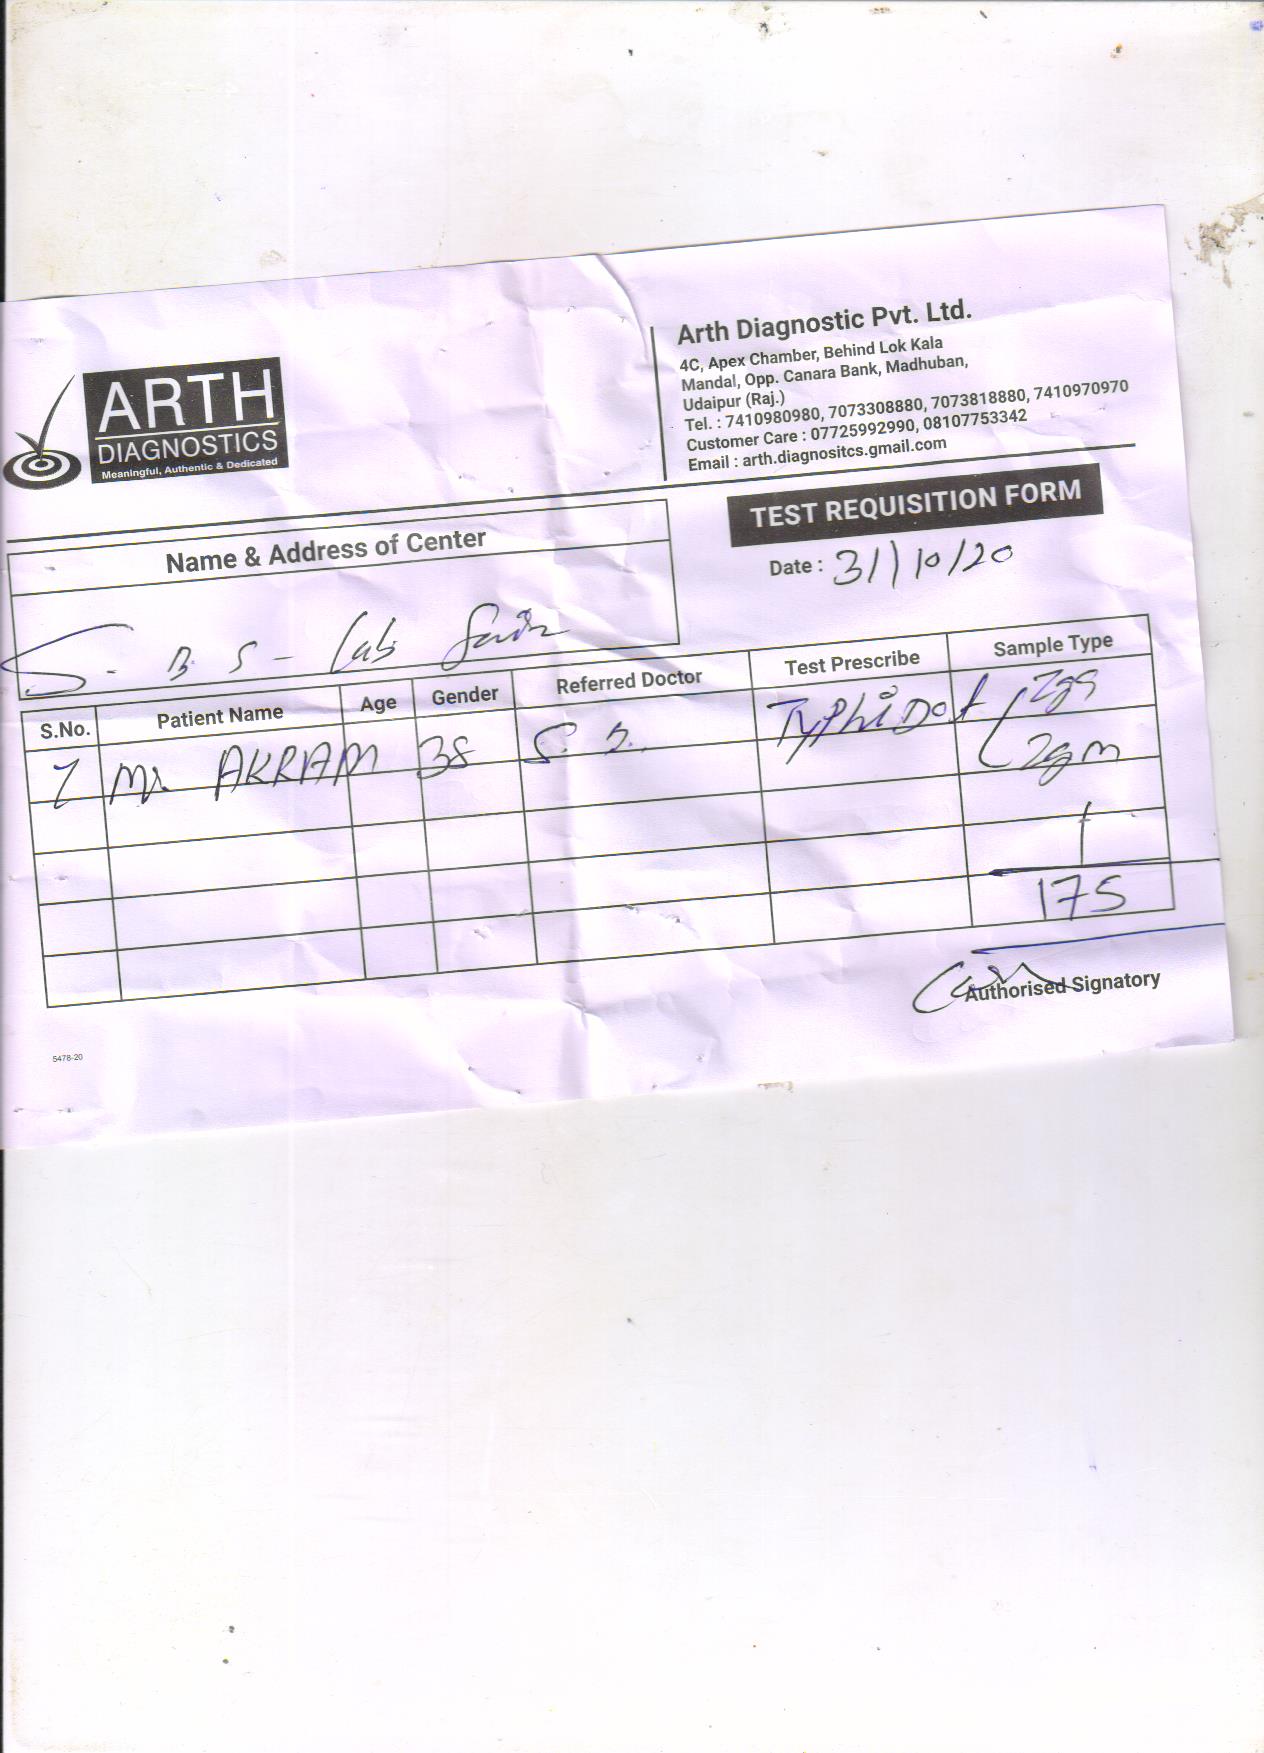 ARTH
DIAGNOSTICS
Meaningful, Authentic & Dedicated
Arth Diagnostic Pvt. Ltd.
4C, Apex Chamber, Behind Lok Kala
Mandal, Opp. Canara Bank, Madhuban,
Udaipur (Raj.)
Tel. : 7410980980, 7073308880, 7073818880, 7410970970
Customer Care : 07725992990, 08107753342
Email : arth.diagnositcs.gmail.com
TEST REQUISITION FORM
Date : 31/10/20
Name & Address of Center
S. B. S - Lab
S.No. Patient Name Age Gender Referred Doctor Test Prescribe Sample Type
Mr. AKRAM 38 TyphiDot Igg
Igm
175
Authorised Signatory
5478-20